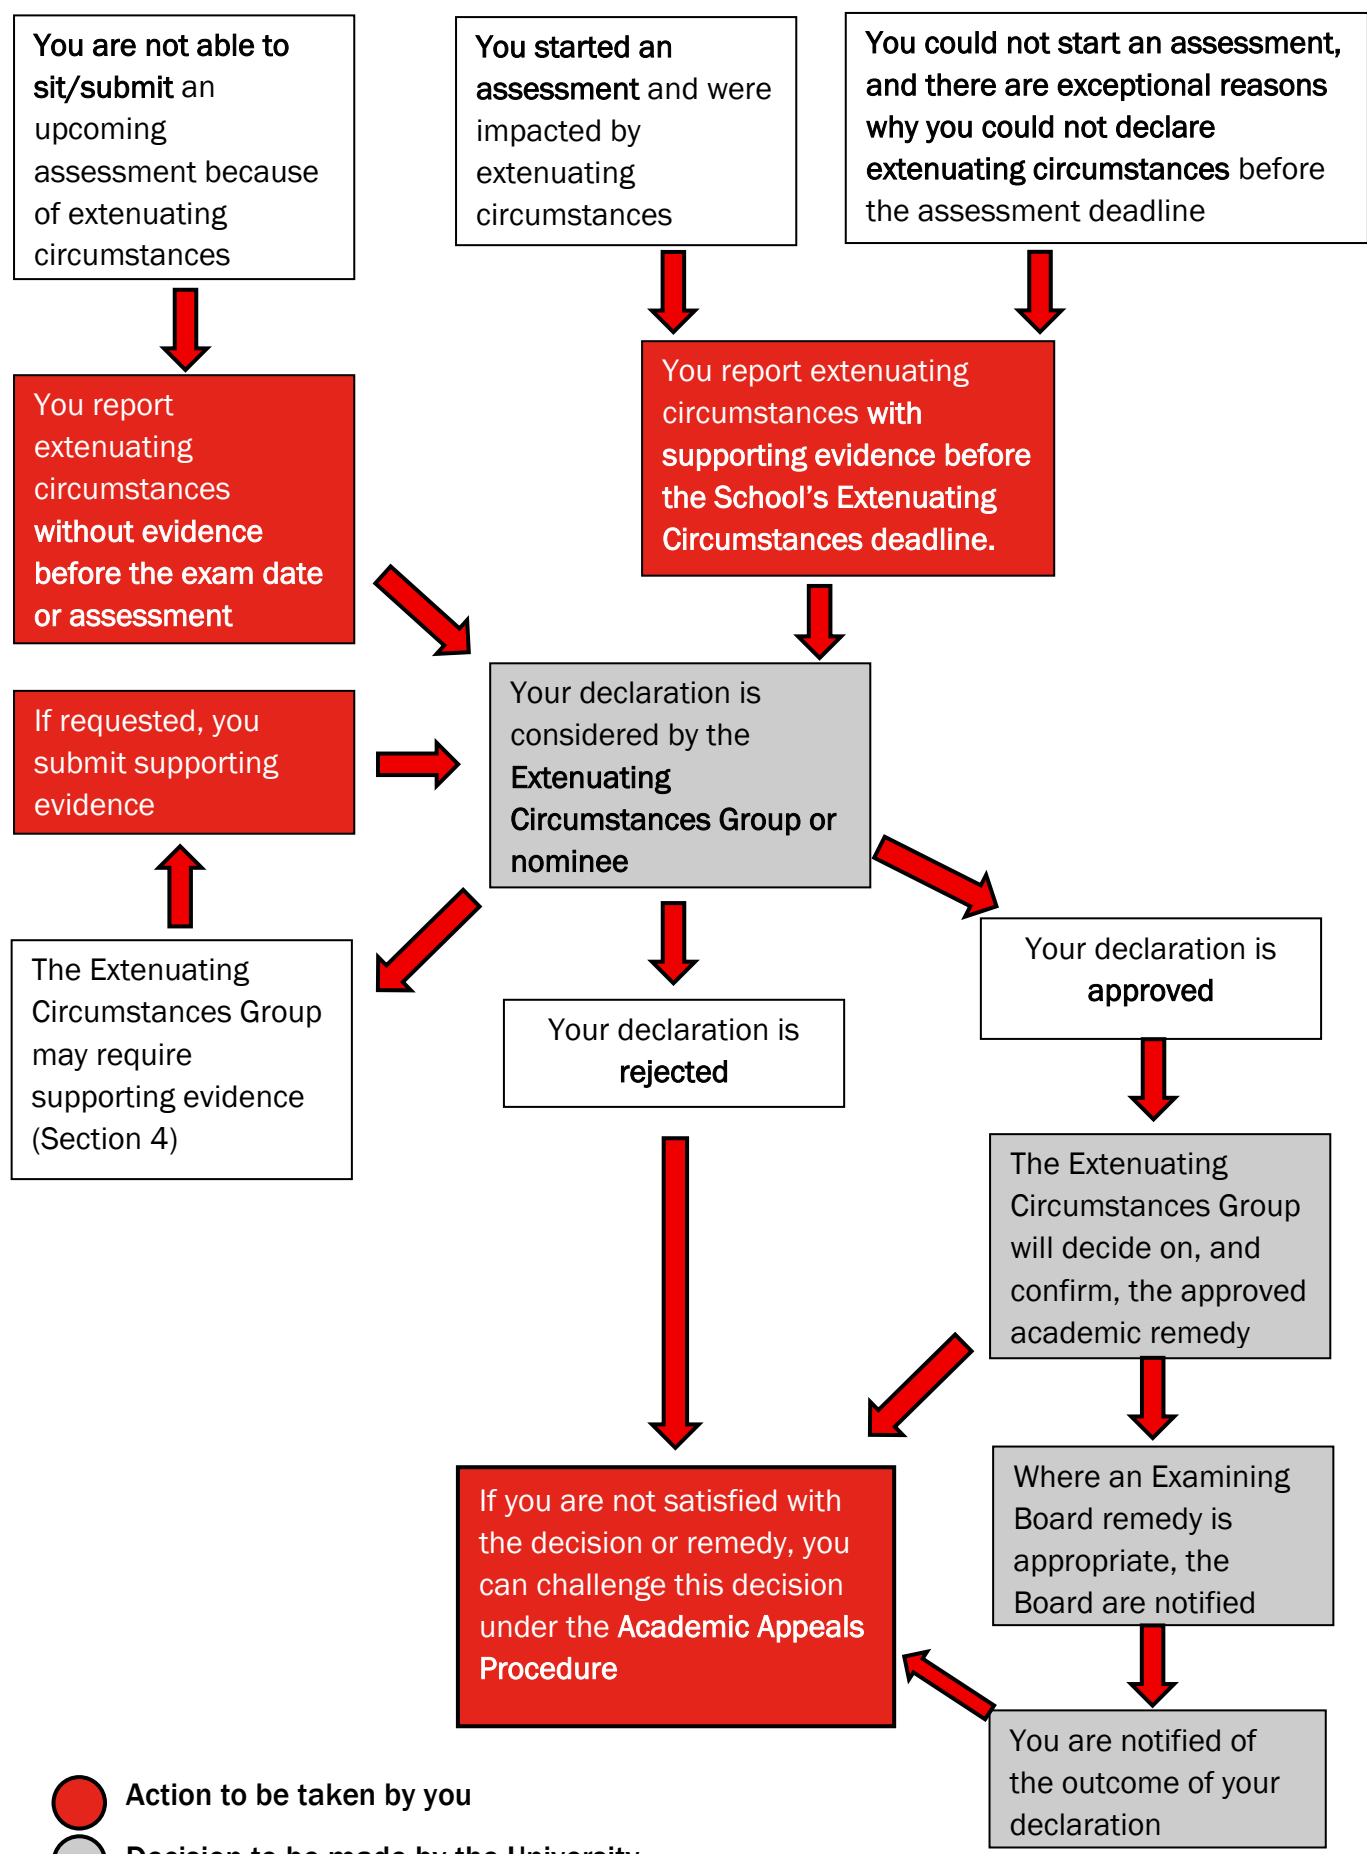 You are not able to
sit/submit an
upcoming
assessment because
of extenuating
circumstances
You started an
assessment and were
impacted by
extenuating
circumstances
You could not start an assessment,
and there are exceptional reasons
why you could not declare
extenuating circumstances before
the assessment deadline
You report
extenuating
circumstances
without evidence
before the exam date
or assessment
You report extenuating
circumstances with
supporting evidence before
the School's Extenuating
Circumstances deadline.
If requested, you
submit supporting
evidence
Your declaration is
considered by the
Extenuating
Circumstances Group or
nominee
The Extenuating
Circumstances Group
may require
supporting evidence
(Section 4)
Your declaration is
rejected
Your declaration is
approved
The Extenuating
Circumstances Group
will decide on, and
confirm, the approved
academic remedy
If you are not satisfied with
the decision or remedy, you
can challenge this decision
under the Academic Appeals
Procedure
Where an Examining
Board remedy is
appropriate, the
Board are notified
You are notified of
the outcome of your
declaration
Action to be taken by you
Decision to be made by the University